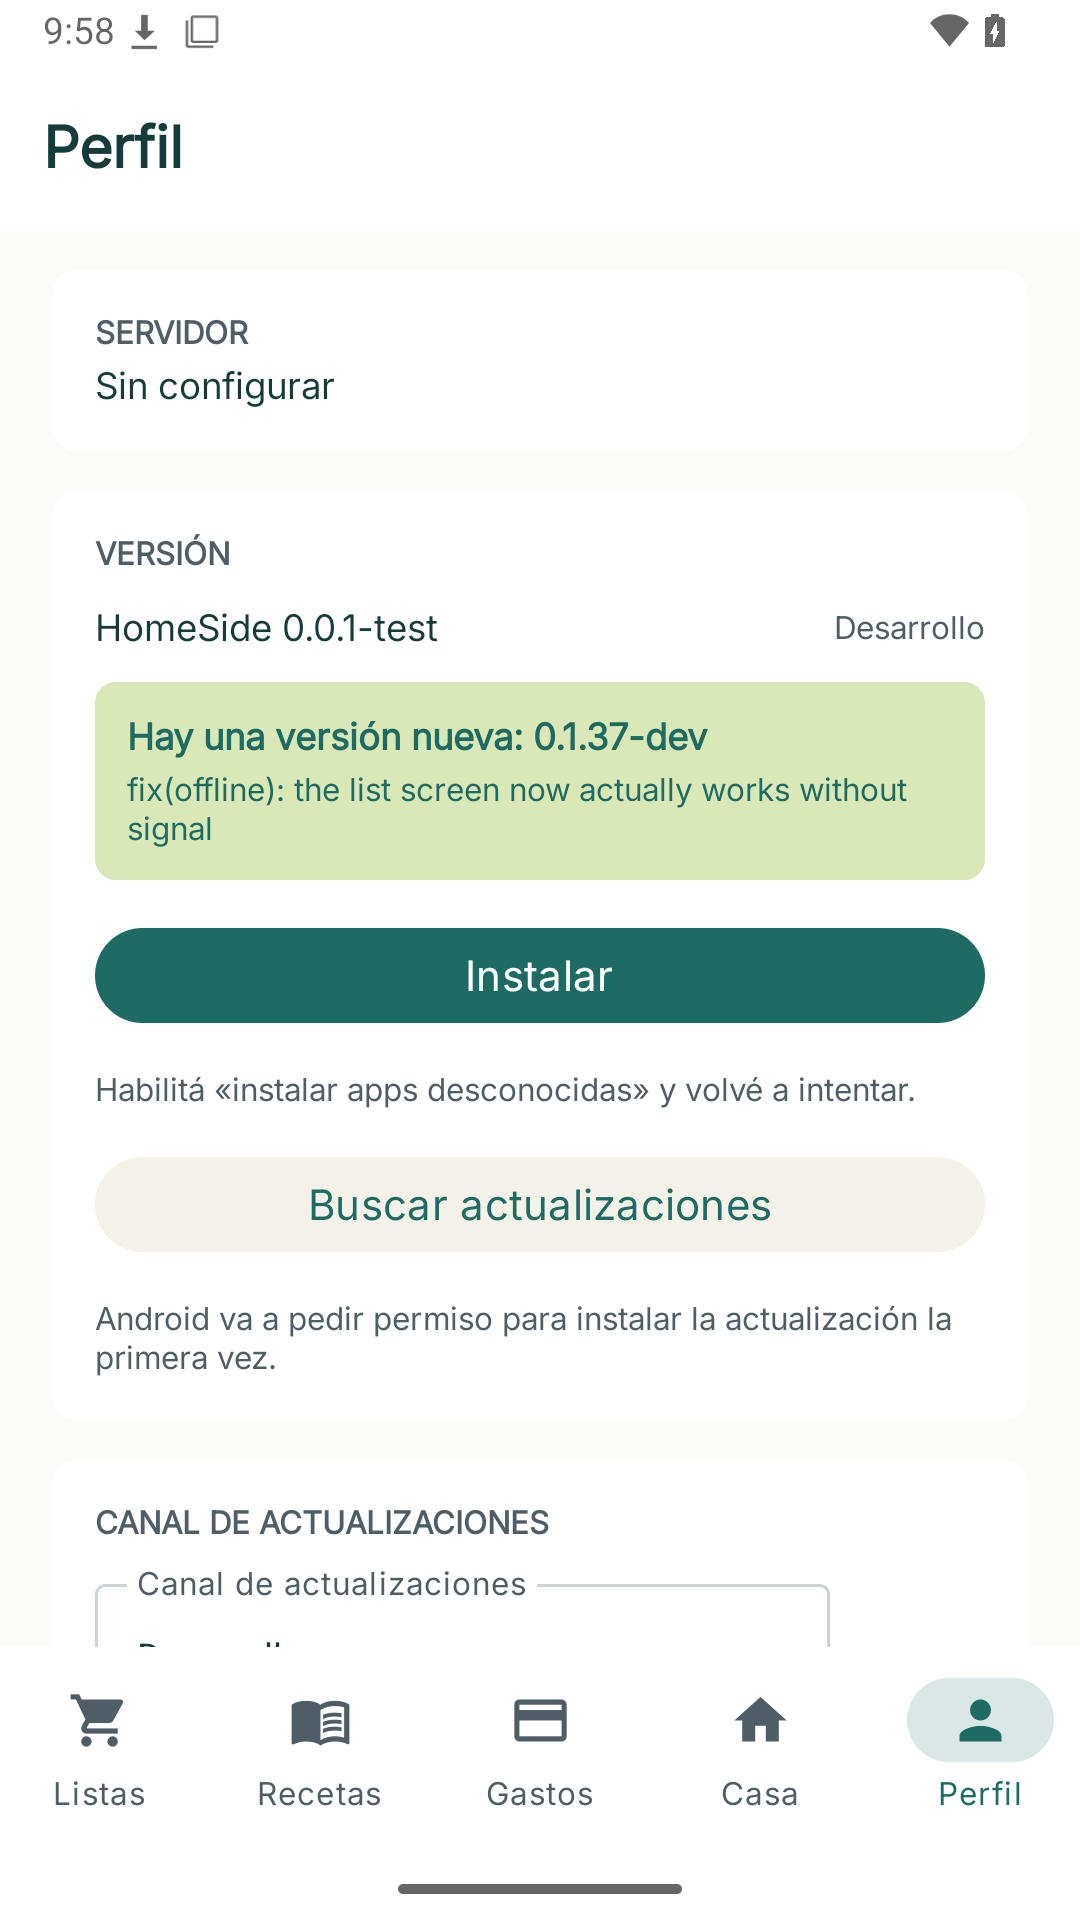 9:58
Perfil
SERVIDOR
Sin configurar
VERSIÓN
HomeSide 0.0.1-test
Desarrollo
Hay una versión nueva: 0.1.37-dev
fix(offline): the list screen now actually works without
signal
Instalar
Habilitá «instalar apps desconocidas» y volvé a intentar.
Buscar actualizaciones
Android va a pedir permiso para instalar la actualización la
primera vez.
CANAL DE ACTUALIZACIONES
Canal de actualizaciones
Listas
Recetas
Gastos
Casa
Perfil